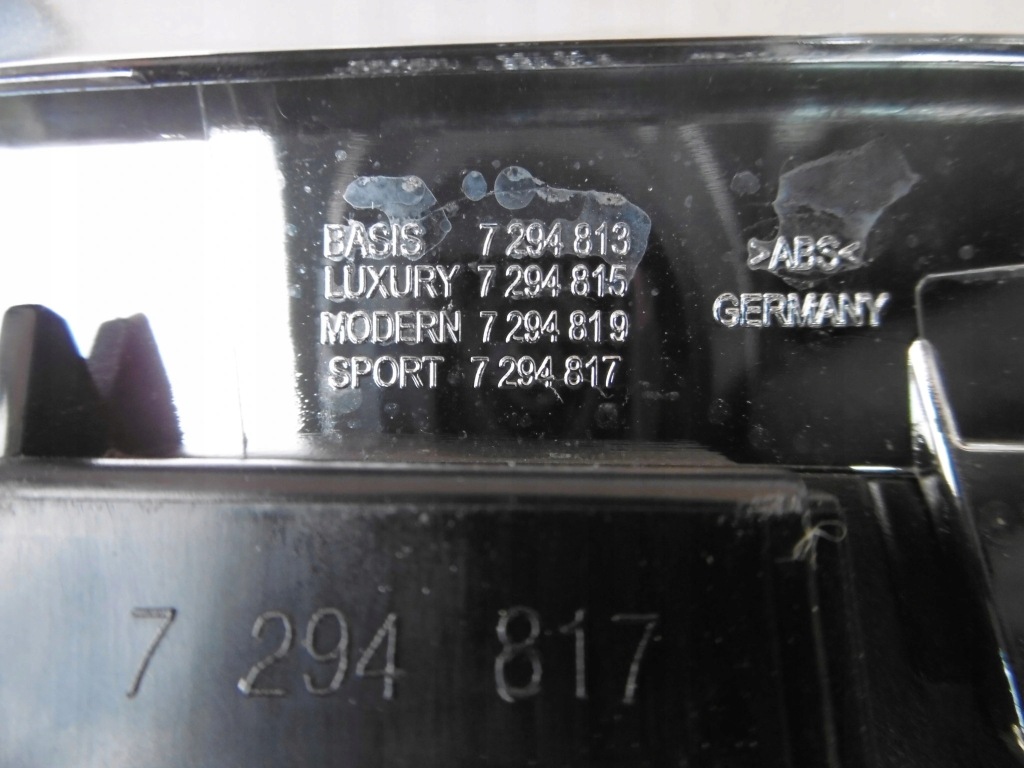 BASIS 7 294 813
LUXURY 7 294 815
MODERN 7 294 819
SPORT 7 294 817
>ABS<
GERMANY
7 294 817